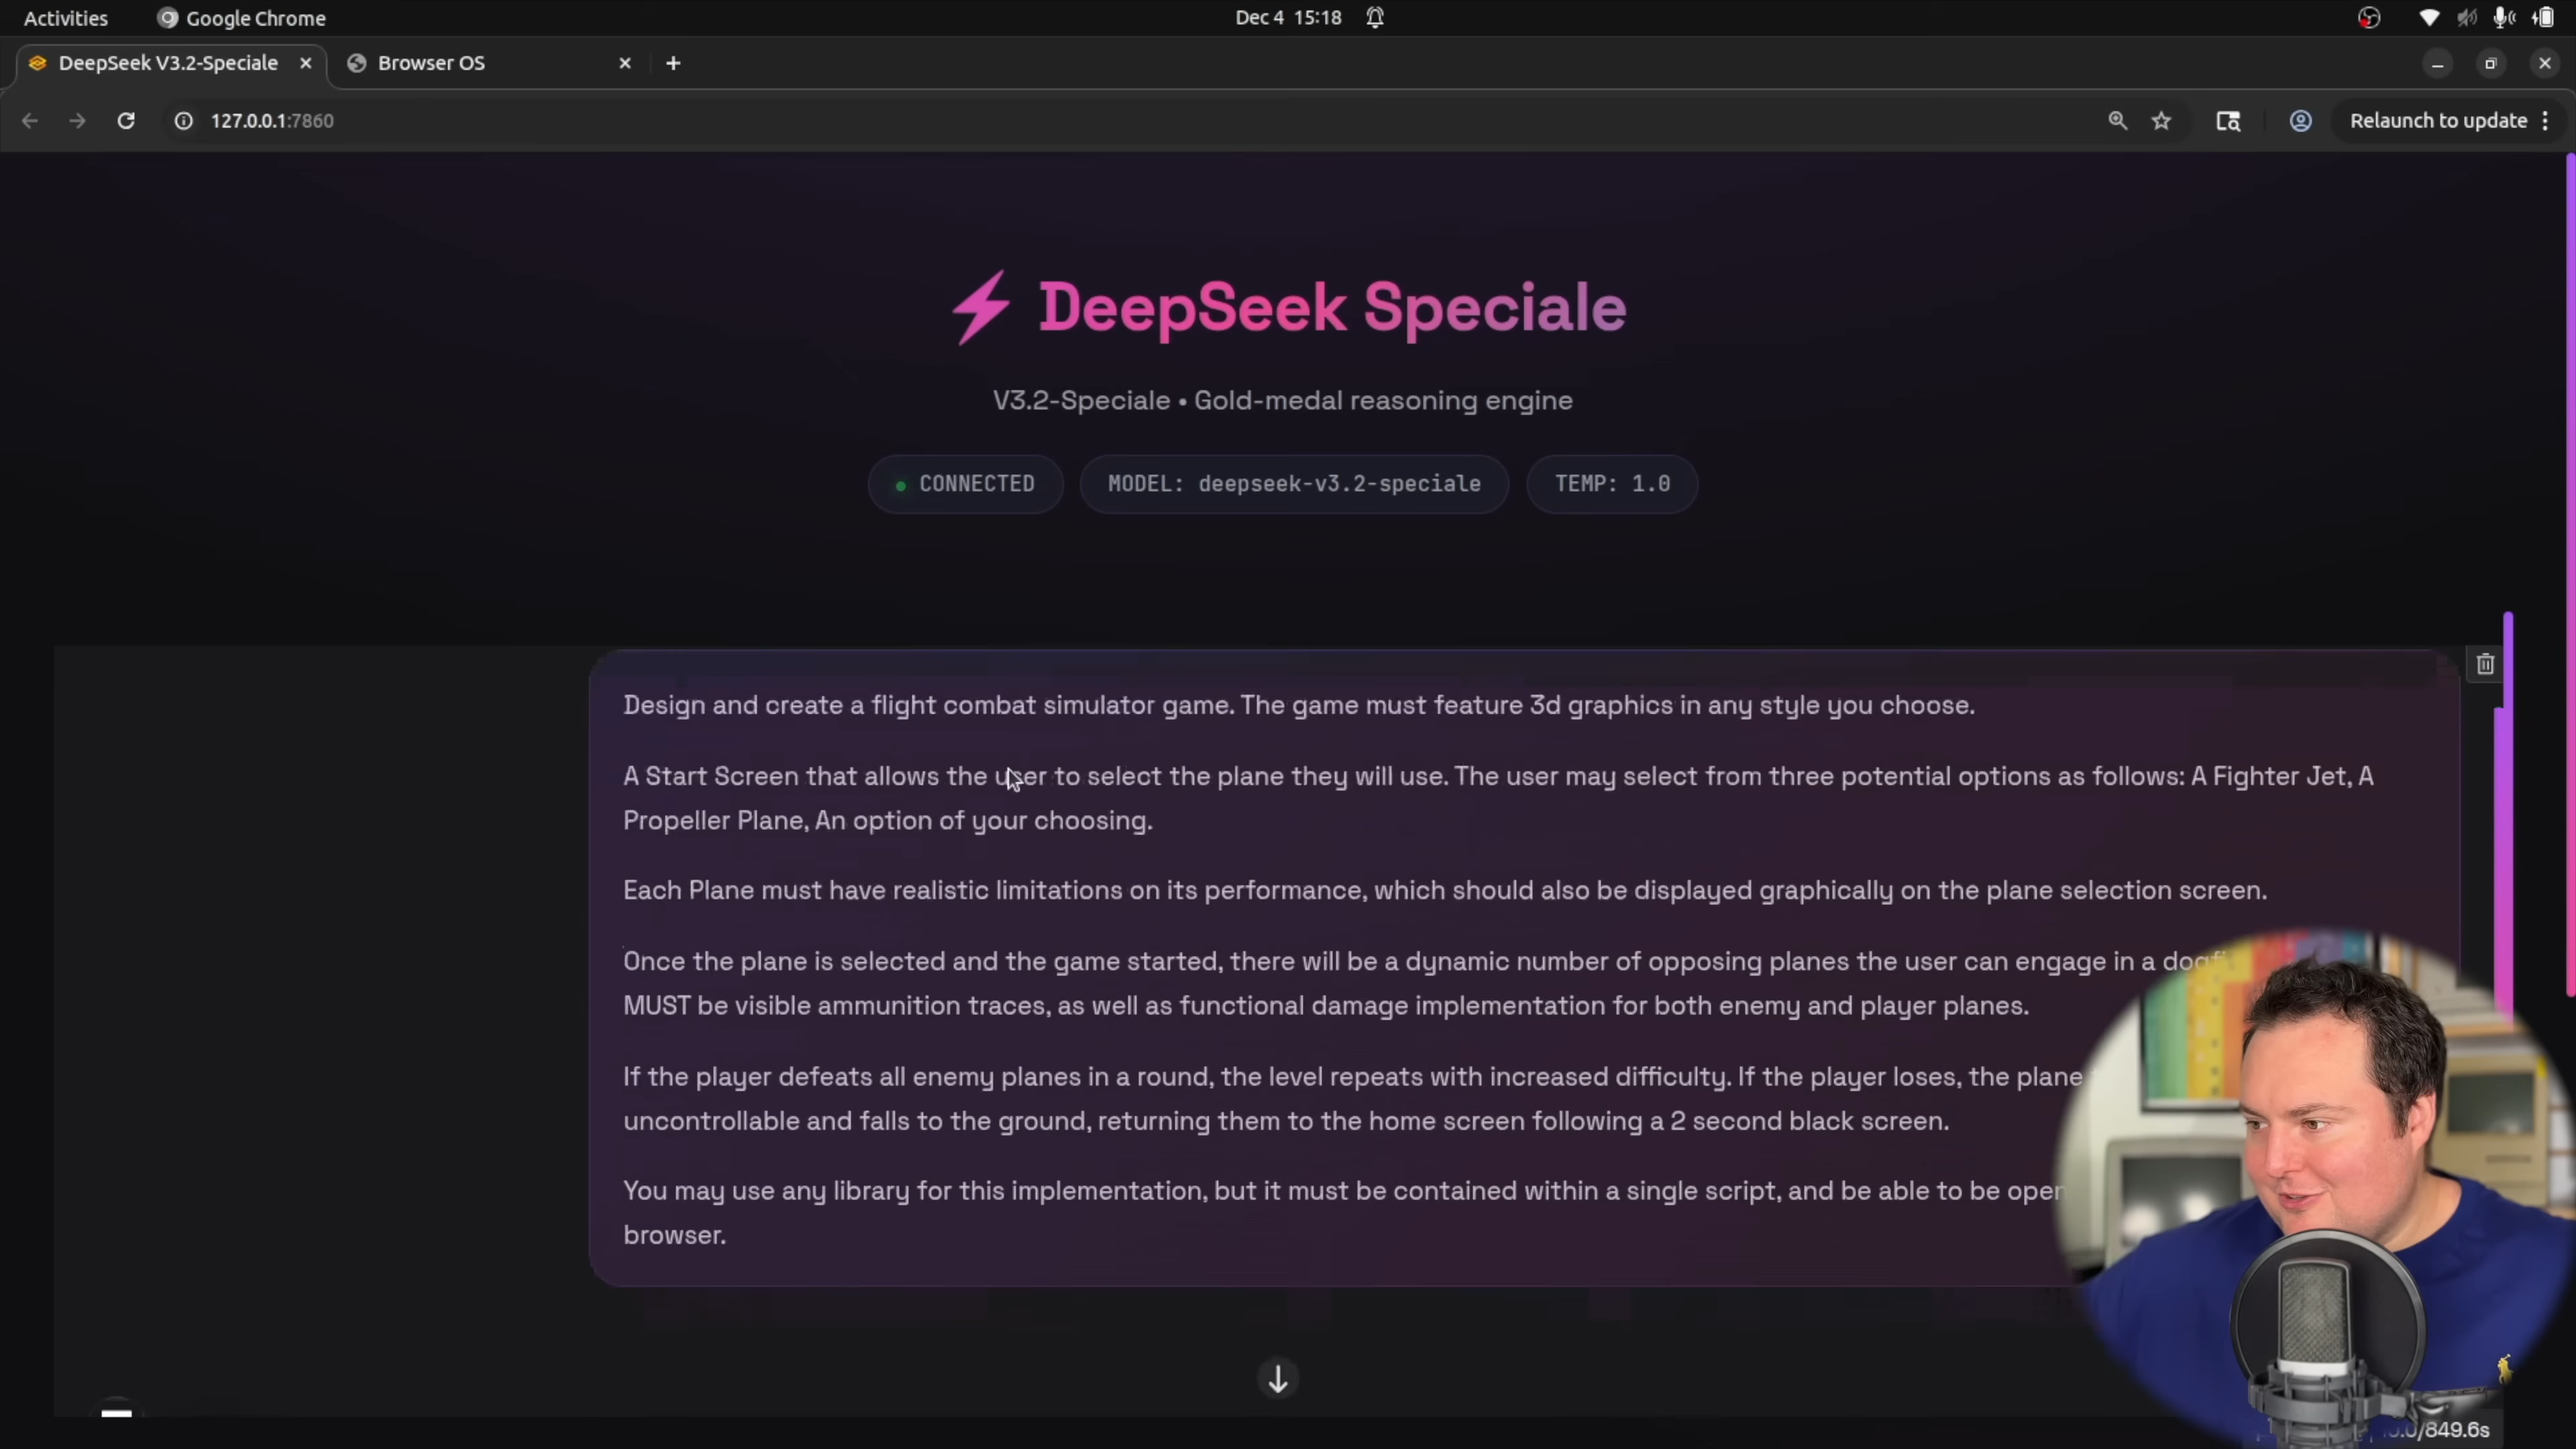 Activities
Google Chrome
Dec 4 15:18
DeepSeek V3.2-Speciale
Browser OS
127.0.0.1:7860
Relaunch to update
DeepSeek Speciale
V3.2-Speciale • Gold-medal reasoning engine
CONNECTED
MODEL: deepseek-v3.2-speciale
TEMP: 1.0
Design and create a flight combat simulator game. The game must feature 3d graphics in any style you choose.
A Start Screen that allows the user to select the plane they will use. The user may select from three potential options as follows: A Fighter Jet, A
Propeller Plane, An option of your choosing.
Each Plane must have realistic limitations on its performance, which should also be displayed graphically on the plane selection screen.
Once the plane is selected and the game started, there will be a dynamic number of opposing planes the user can engage in a
MUST be visible ammunition traces, as well as functional damage implementation for both enemy and player planes.
If the player defeats all enemy planes in a round, the level repeats with increased difficulty. If the player loses, the plane
uncontrollable and falls to the ground, returning them to the home screen following a 2 second black screen.
You may use any library for this implementation, but it must be contained within a single script, and be able to be
browser.
/849.6s